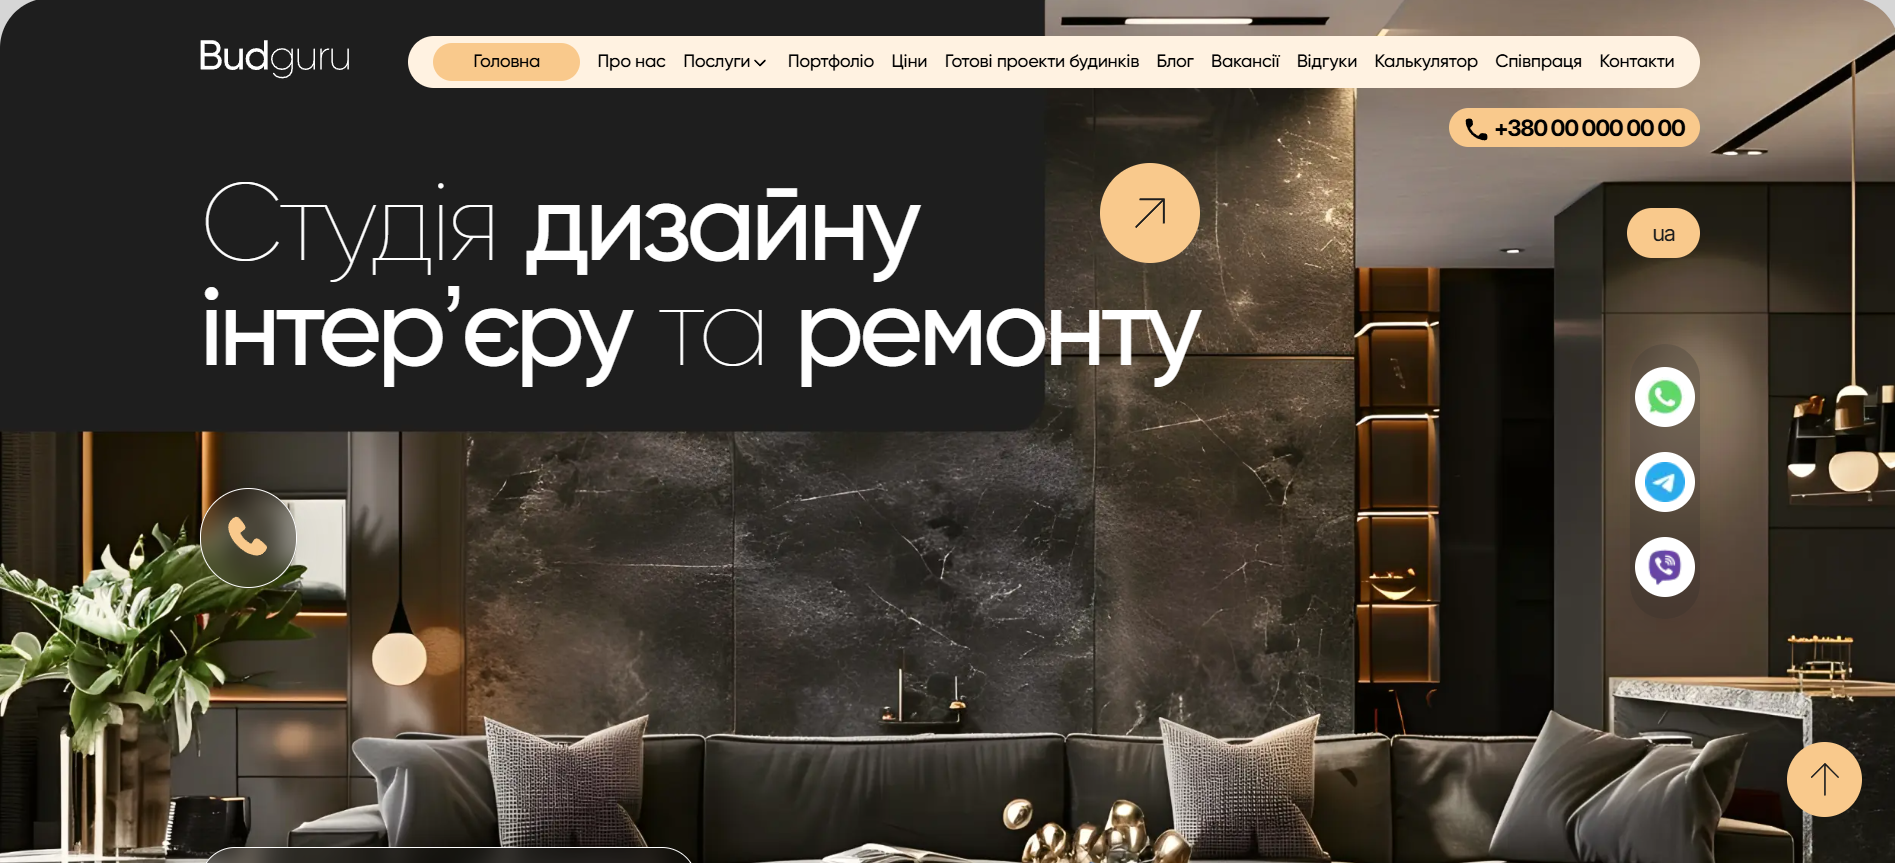 Budguru
Головна Про нас Послуги Портфоліо Ціни Готові проекти будинків Блог Вакансії Відгуки Калькулятор Співпраця Контакти
+380 00 000 00 00
Студія дизайну
інтер’єру та ремонту
ua